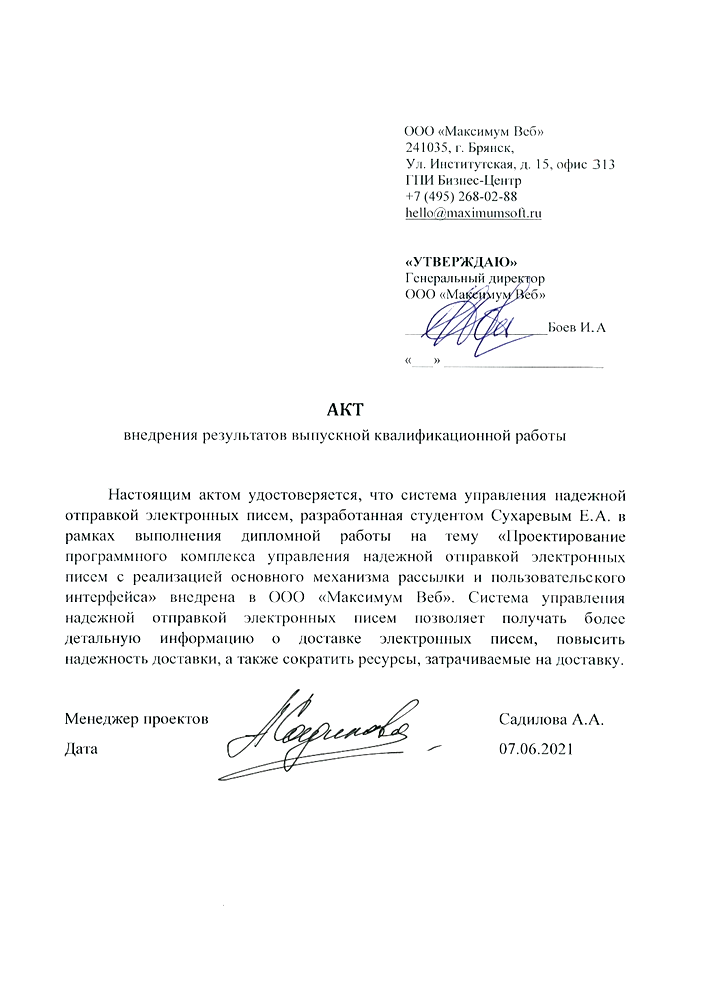 ООО «Максимум Веб»
241035, г. Брянск,
Ул. Институтская, д. 15, офис 313
ГПИ Бизнес-Центр
+7 (495) 268-02-88
hello@maximumsoft.ru
«УТВЕРЖДАЮ»
Генеральный директор
ООО «Максимум Веб»
____________________Боев И.А
«___» ______________________
АКТ
внедрения результатов выпускной квалификационной работы
Настоящим актом удостоверяется, что система управления надежной
отправкой электронных писем, разработанная студентом Сухаревым Е.А. в
рамках выполнения дипломной работы на тему «Проектирование
программного комплекса управления надежной отправкой электронных
писем с реализацией основного механизма рассылки и пользовательского
интерфейса» внедрена в ООО «Максимум Веб». Система управления
надежной отправкой электронных писем позволяет получать более
детальную информацию о доставке электронных писем, повысить
надежность доставки, а также сократить ресурсы, затрачиваемые на доставку.
Менеджер проектов АСадилова Садилова А.А.
Дата 07.06.2021